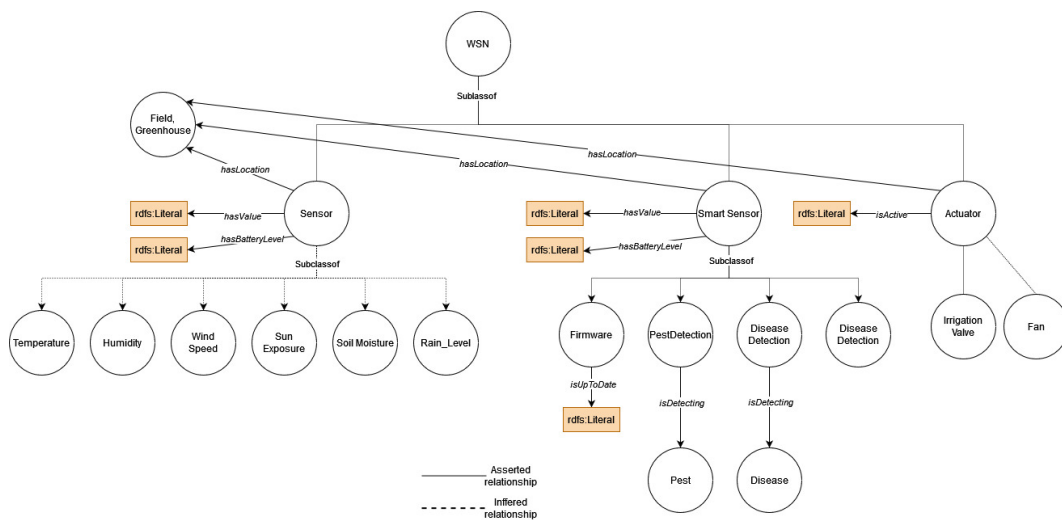 WSN
Sublassof
Field,
Greenhouse
hasLocation
hasLocation
hasLocation
rdfs:Literal
hasValue
Sensor
rdfs:Literal
hasValue
Smart Sensor
rdfs:Literal
isActive
Actuator
rdfs:Literal
hasBatteryLevel
rdfs:Literal
hasBatteryLevel
Subclassof
Subclassof
Temperature
Humidity
Wind
Speed
Sun
Exposure
Soil Moisture
Rain_Level
Firmware
PestDetection
Disease
Detection
Disease
Detection
Irrigation
Valve
Fan
isUpToDate
isDetecting
isDetecting
rdfs:Literal
Pest
Disease
Asserted
relationship
Inffered
relationship